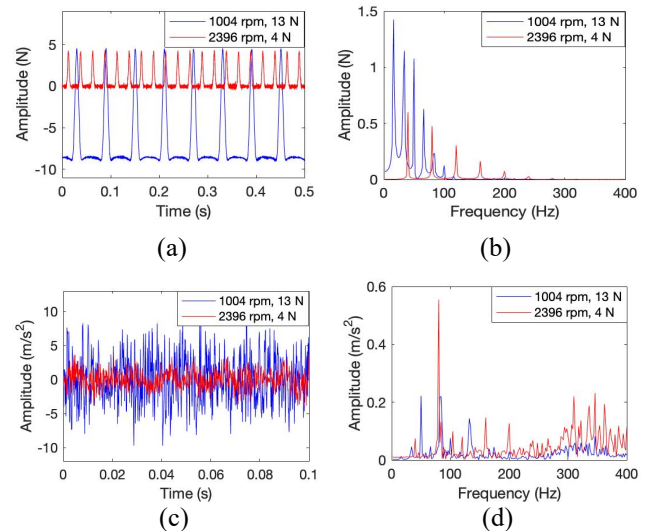 1004 rpm, 13 N
2396 rpm, 4 N
Amplitude (N)
5
0
-5
-10
0 0.1 0.2 0.3 0.4 0.5
Time (s)
(a)
1004 rpm, 13 N
2396 rpm, 4 N
Amplitude (N)
1.5
1
0.5
0
0 100 200 300 400
Frequency (Hz)
(b)
1004 rpm, 13 N
2396 rpm, 4 N
Amplitude (m/s²)
10
5
0
-5
-10
0 0.02 0.04 0.06 0.08 0.1
Time (s)
(c)
1004 rpm, 13 N
2396 rpm, 4 N
Amplitude (m/s²)
0.6
0.4
0.2
0
0 100 200 300 400
Frequency (Hz)
(d)